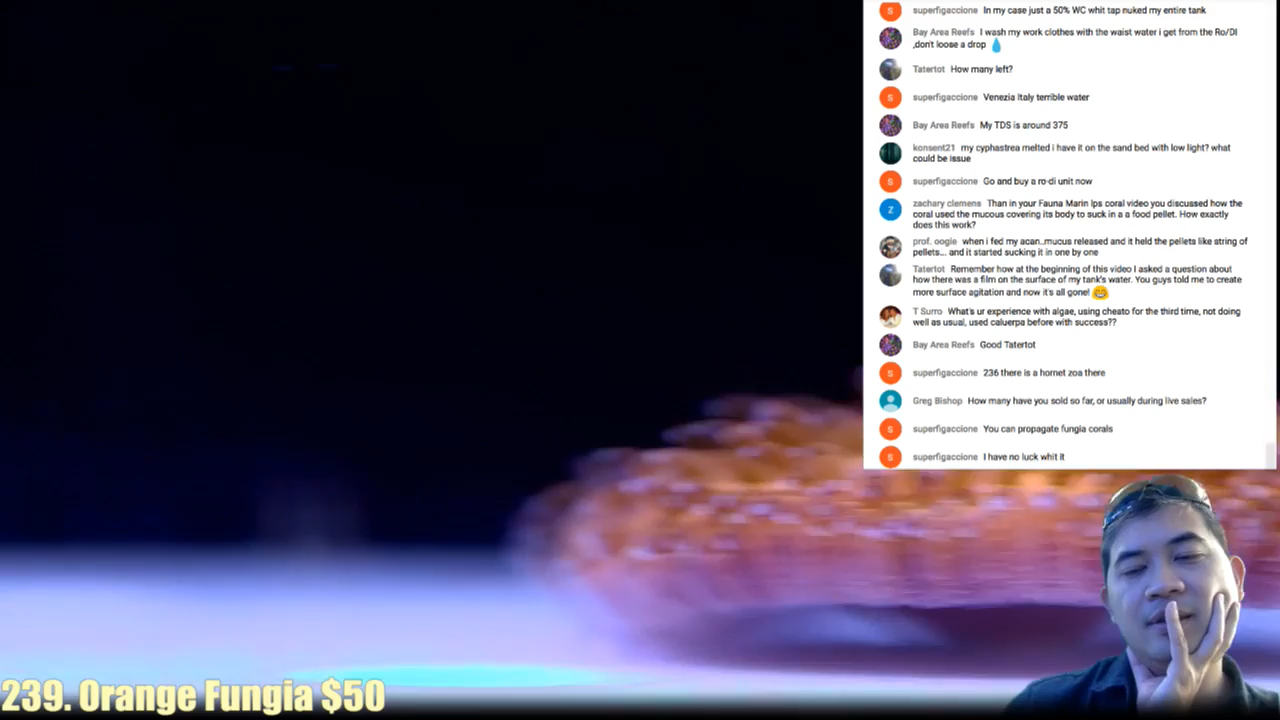 superfigaccione In my case just a 50% WC whit tap nuked my entire tank
Bay Area Reefs I wash my work clothes with the waist water i get from the Ro/DI
,don't loose a drop 💧
Tatertot How many left?
superfigaccione Venezia Italy terrible water
Bay Area Reefs My TDS is around 375
konsent21 my cyphastrea melted i have it on the sand bed with low light? what
could be issue
superfigaccione Go and buy a ro-di unit now
zachary clemens Than in your Fauna Marin lps coral video you discussed how the
coral used the mucous covering its body to suck in a a food pellet. How exactly
does this work?
prof. oogie when i fed my acan..mucus released and it held the pellets like string of
pellets... and it started sucking it in one by one
Tatertot Remember how at the beginning of this video I asked a question about
how there was a film on the surface of my tank's water. You guys told me to create
more surface agitation and now it's all gone! 😁
T Surro What's ur experience with algae, using cheato for the third time, not doing
well as usual, used caluerpa before with success??
Bay Area Reefs Good Tatertot
superfigaccione 236 there is a hornet zoa there
Greg Bishop How many have you sold so far, or usually during live sales?
superfigaccione You can propagate fungia corals
superfigaccione I have no luck whit it
239. Orange Fungia $50